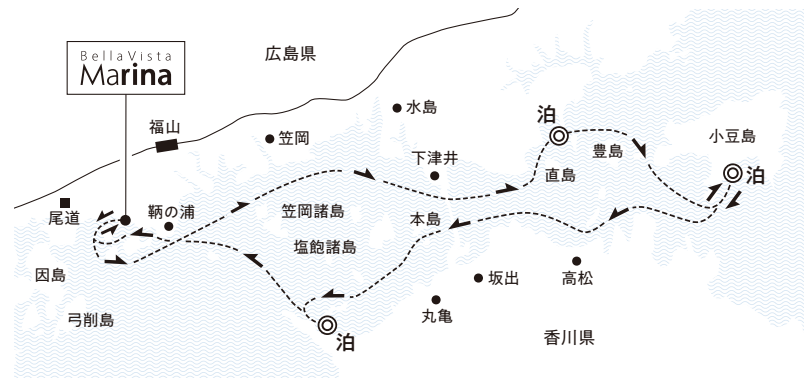 BellaVista
Marina
広島県
福山
笠岡
水島
泊
下津井
直島
豊島
小豆島
泊
尾道
鞆の浦
笠岡諸島
本島
塩飽諸島
因島
弓削島
坂出
高松
丸亀
泊
香川県